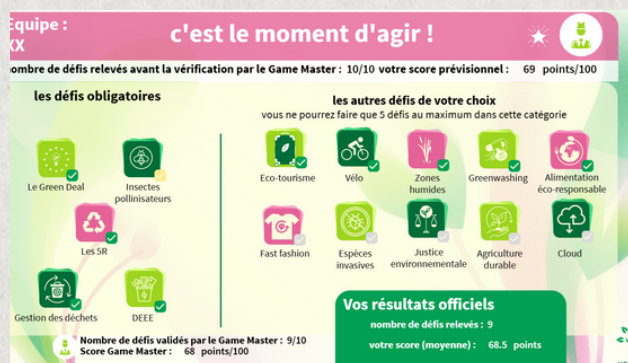 Equipe :
XX
c'est le moment d'agir !
nombre de défis relevés avant la vérification par le Game Master : 10/10 votre score prévisionnel : 69 points/100
les défis obligatoires
les autres défis de votre choix
vous ne pourrez faire que 5 défis au maximum dans cette catégorie
Le Green Deal
Insectes
pollinisateurs
Les 5R
Gestion des déchets
DEEE
Eco-tourisme
Vélo
Zones
humides
Greenwashing
Alimentation
éco-responsable
Fast fashion
Espèces
invasives
Justice
environnementale
Agriculture
durable
Cloud
Nombre de défis validés par le Game Master : 9/10
Score Game Master : 68 points/100
Vos résultats officiels
nombre de défis relevés : 9
votre score (moyenne) : 68.5 points